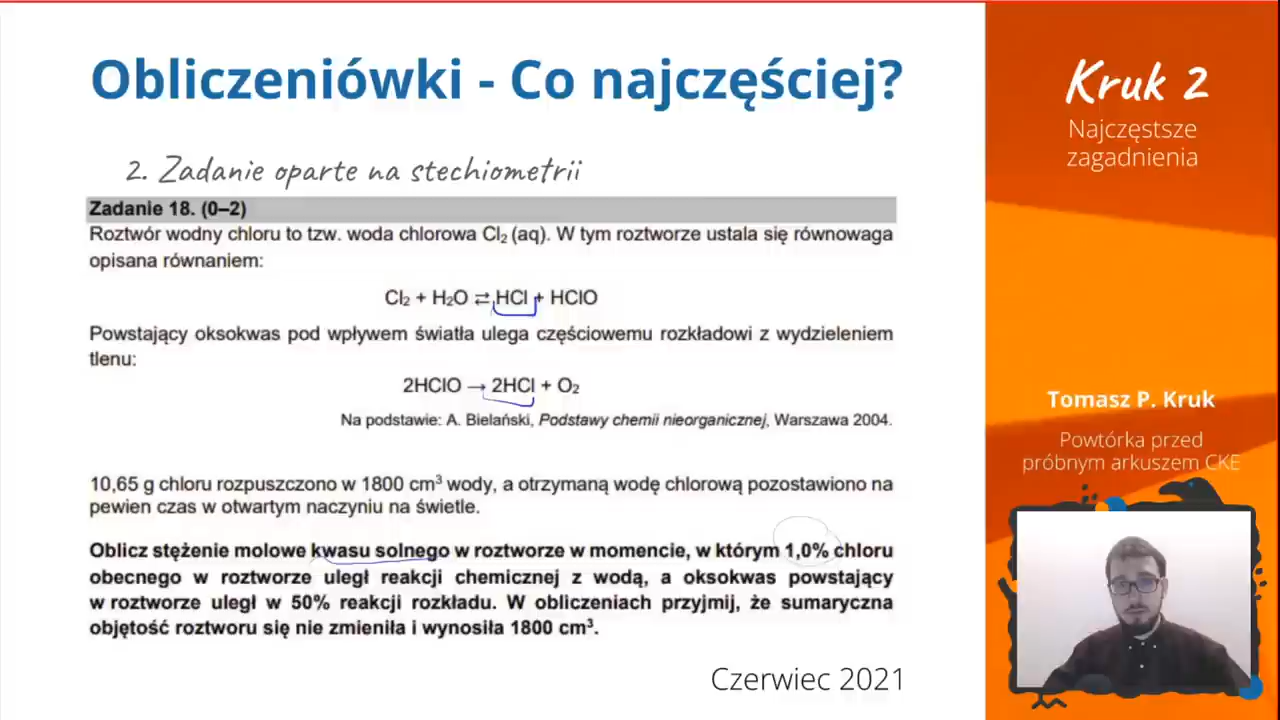 Obliczeniówki - Co najczęściej?
2. Zadanie oparte na stechiometrii
Zadanie 18. (0–2)
Roztwór wodny chloru to tzw. woda chlorowa Cl₂ (aq). W tym roztworze ustala się równowaga
opisana równaniem:
Cl₂ + H₂O ⇄ HCl + HClO
Powstający oksokwas pod wpływem światła ulega częściowemu rozkładowi z wydzieleniem
tlenu:
2HClO → 2HCl + O₂
Na podstawie: A. Bielański, Podstawy chemii nieorganicznej, Warszawa 2004.
10,65 g chloru rozpuszczono w 1800 cm³ wody, a otrzymaną wodę chlorową pozostawiono na
pewien czas w otwartym naczyniu na świetle.
Oblicz stężenie molowe kwasu solnego w roztworze w momencie, w którym 1,0% chloru
obecnego w roztworze uległ reakcji chemicznej z wodą, a oksokwas powstający
w roztworze uległ w 50% reakcji rozkładu. W obliczeniach przyjmij, że sumaryczna
objętość roztworu się nie zmieniła i wynosiła 1800 cm³.
Czerwiec 2021
Kruk 2
Najczęstsze
zagadnienia
Tomasz P. Kruk
Powtórka przed
próbnym arkuszem CKE